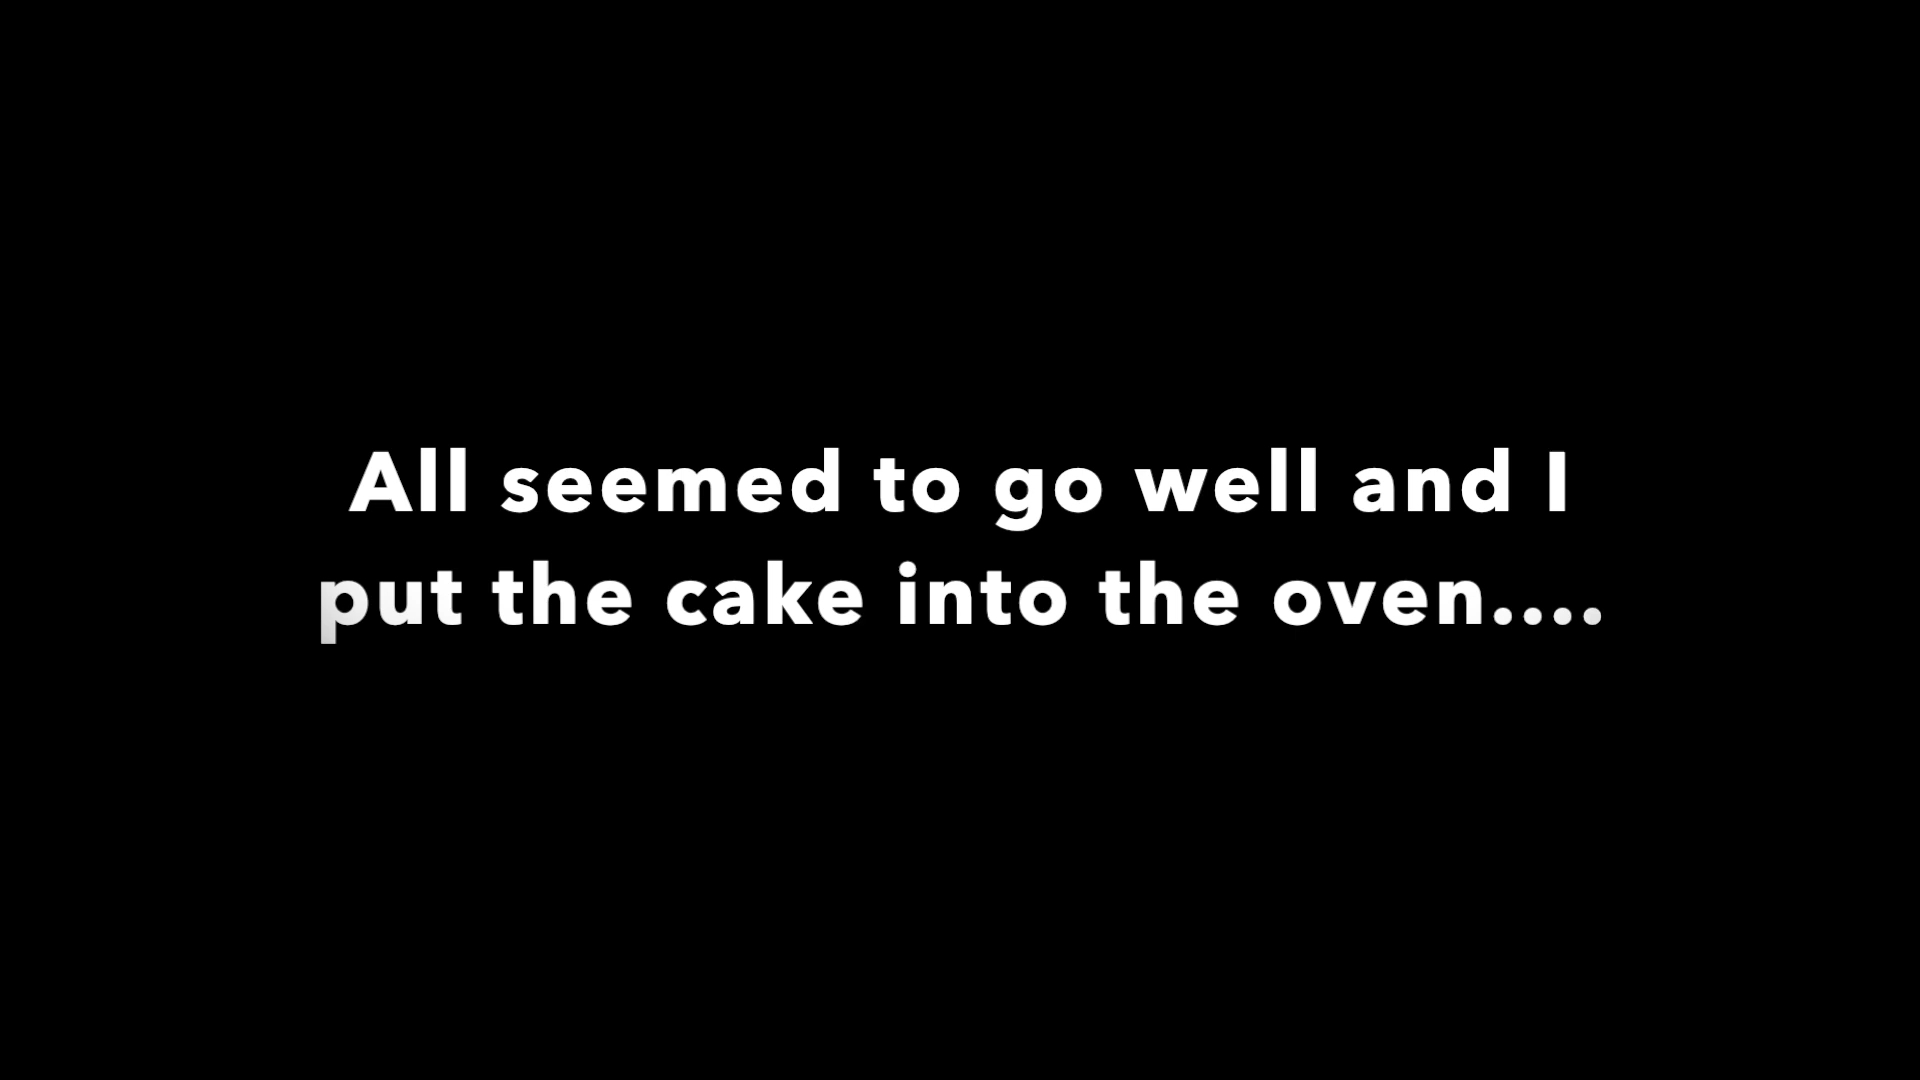 All seemed to go well and I
put the cake into the oven....